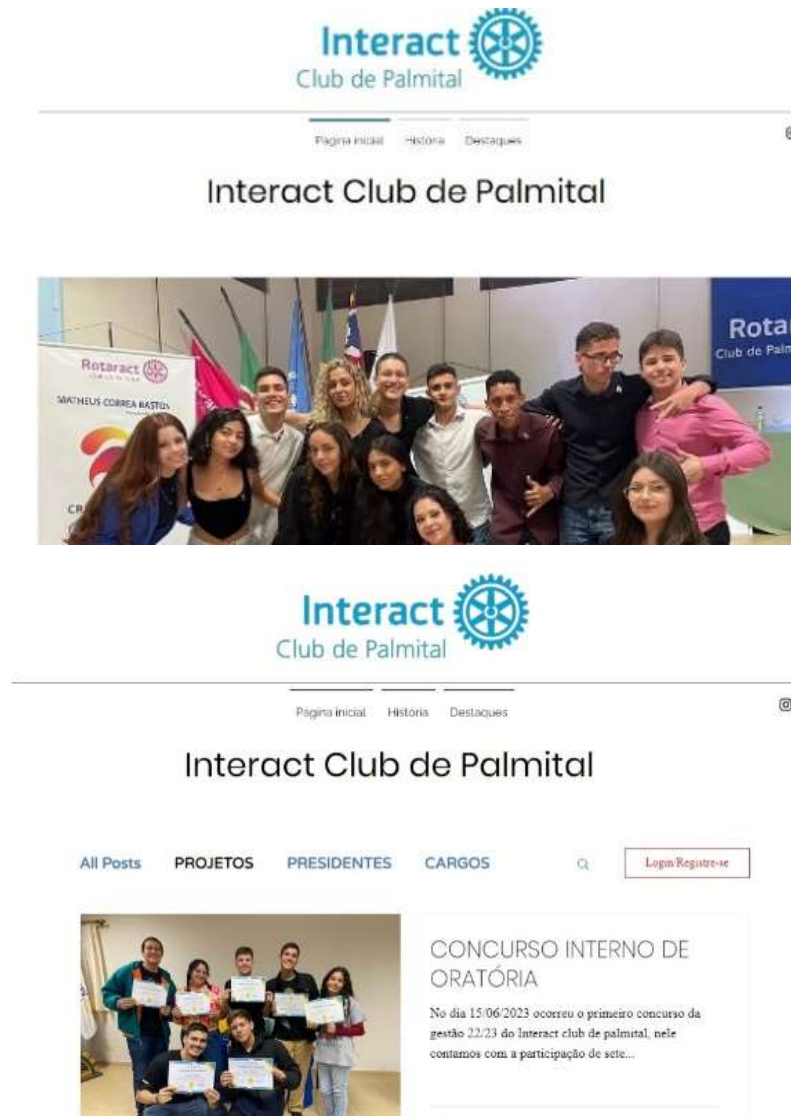 Interact
Club de Palmital
Página inicial História Destaques
Interact Club de Palmital
Rotaract
MATHEUS CORREA BASTOS
CR
Rota
Club de Palm
Interact
Club de Palmital
Página inicial História Destaques
Interact Club de Palmital
All Posts PROJETOS PRESIDENTES CARGOS Login/Registre-se
CONCURSO INTERNO DE
ORATÓRIA
No dia 15/06/2023 ocorreu o primeiro concurso da
gestão 22/23 do Interact club de palmital, nele
contamos com a participação de sete...